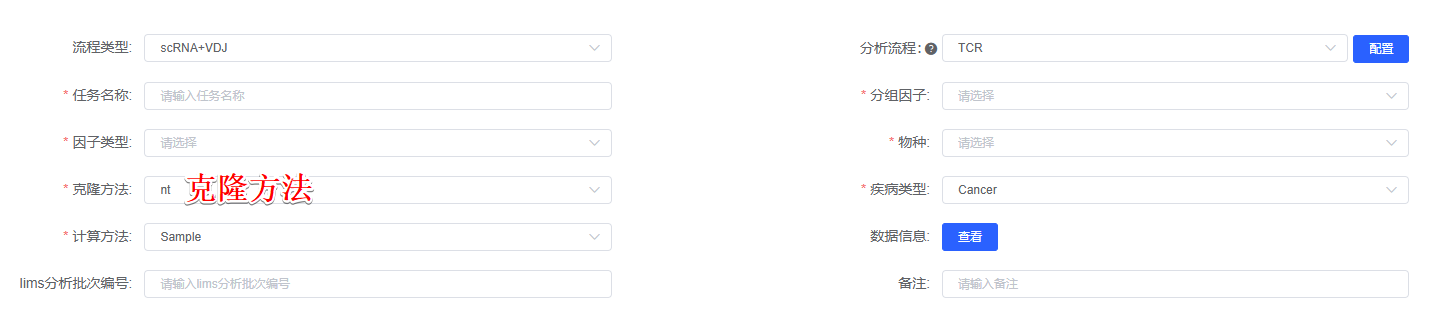 流程类型: scRNA+VDJ 分析流程: ? TCR 配置
* 任务名称: 请输入任务名称 * 分组因子: 请选择
* 因子类型: 请选择 * 物种: 请选择
* 克隆方法: nt 克隆方法 * 疾病类型: Cancer
* 计算方法: Sample 数据信息: 查看
lims分析批次编号: 请输入lims分析批次编号 备注: 请输入备注